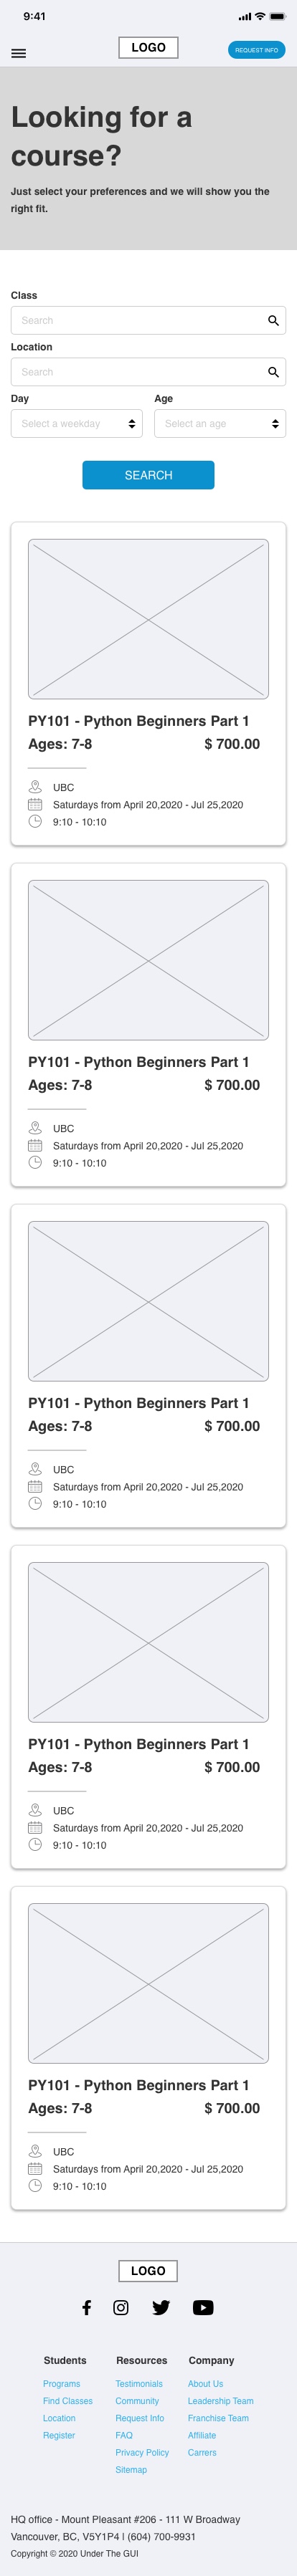 9:41
LOGO
REQUEST INFO
Looking for a
course?
Just select your preferences and we will show you the
right fit.
Class
Search
Location
Search
Day Age
Select a weekday Select an age
SEARCH
PY101 - Python Beginners Part 1
Ages: 7-8 $ 700.00
UBC
Saturdays from April 20,2020 - Jul 25,2020
9:10 - 10:10
PY101 - Python Beginners Part 1
Ages: 7-8 $ 700.00
UBC
Saturdays from April 20,2020 - Jul 25,2020
9:10 - 10:10
PY101 - Python Beginners Part 1
Ages: 7-8 $ 700.00
UBC
Saturdays from April 20,2020 - Jul 25,2020
9:10 - 10:10
PY101 - Python Beginners Part 1
Ages: 7-8 $ 700.00
UBC
Saturdays from April 20,2020 - Jul 25,2020
9:10 - 10:10
PY101 - Python Beginners Part 1
Ages: 7-8 $ 700.00
UBC
Saturdays from April 20,2020 - Jul 25,2020
9:10 - 10:10
LOGO
Students Resources Company
Programs Testimonials About Us
Find Classes Community Leadership Team
Location Request Info Franchise Team
Register FAQ Affiliate
Privacy Policy Carrers
Sitemap
HQ office - Mount Pleasant #206 - 111 W Broadway
Vancouver, BC, V5Y1P4 I (604) 700-9931
Copyright © 2020 Under The GUI